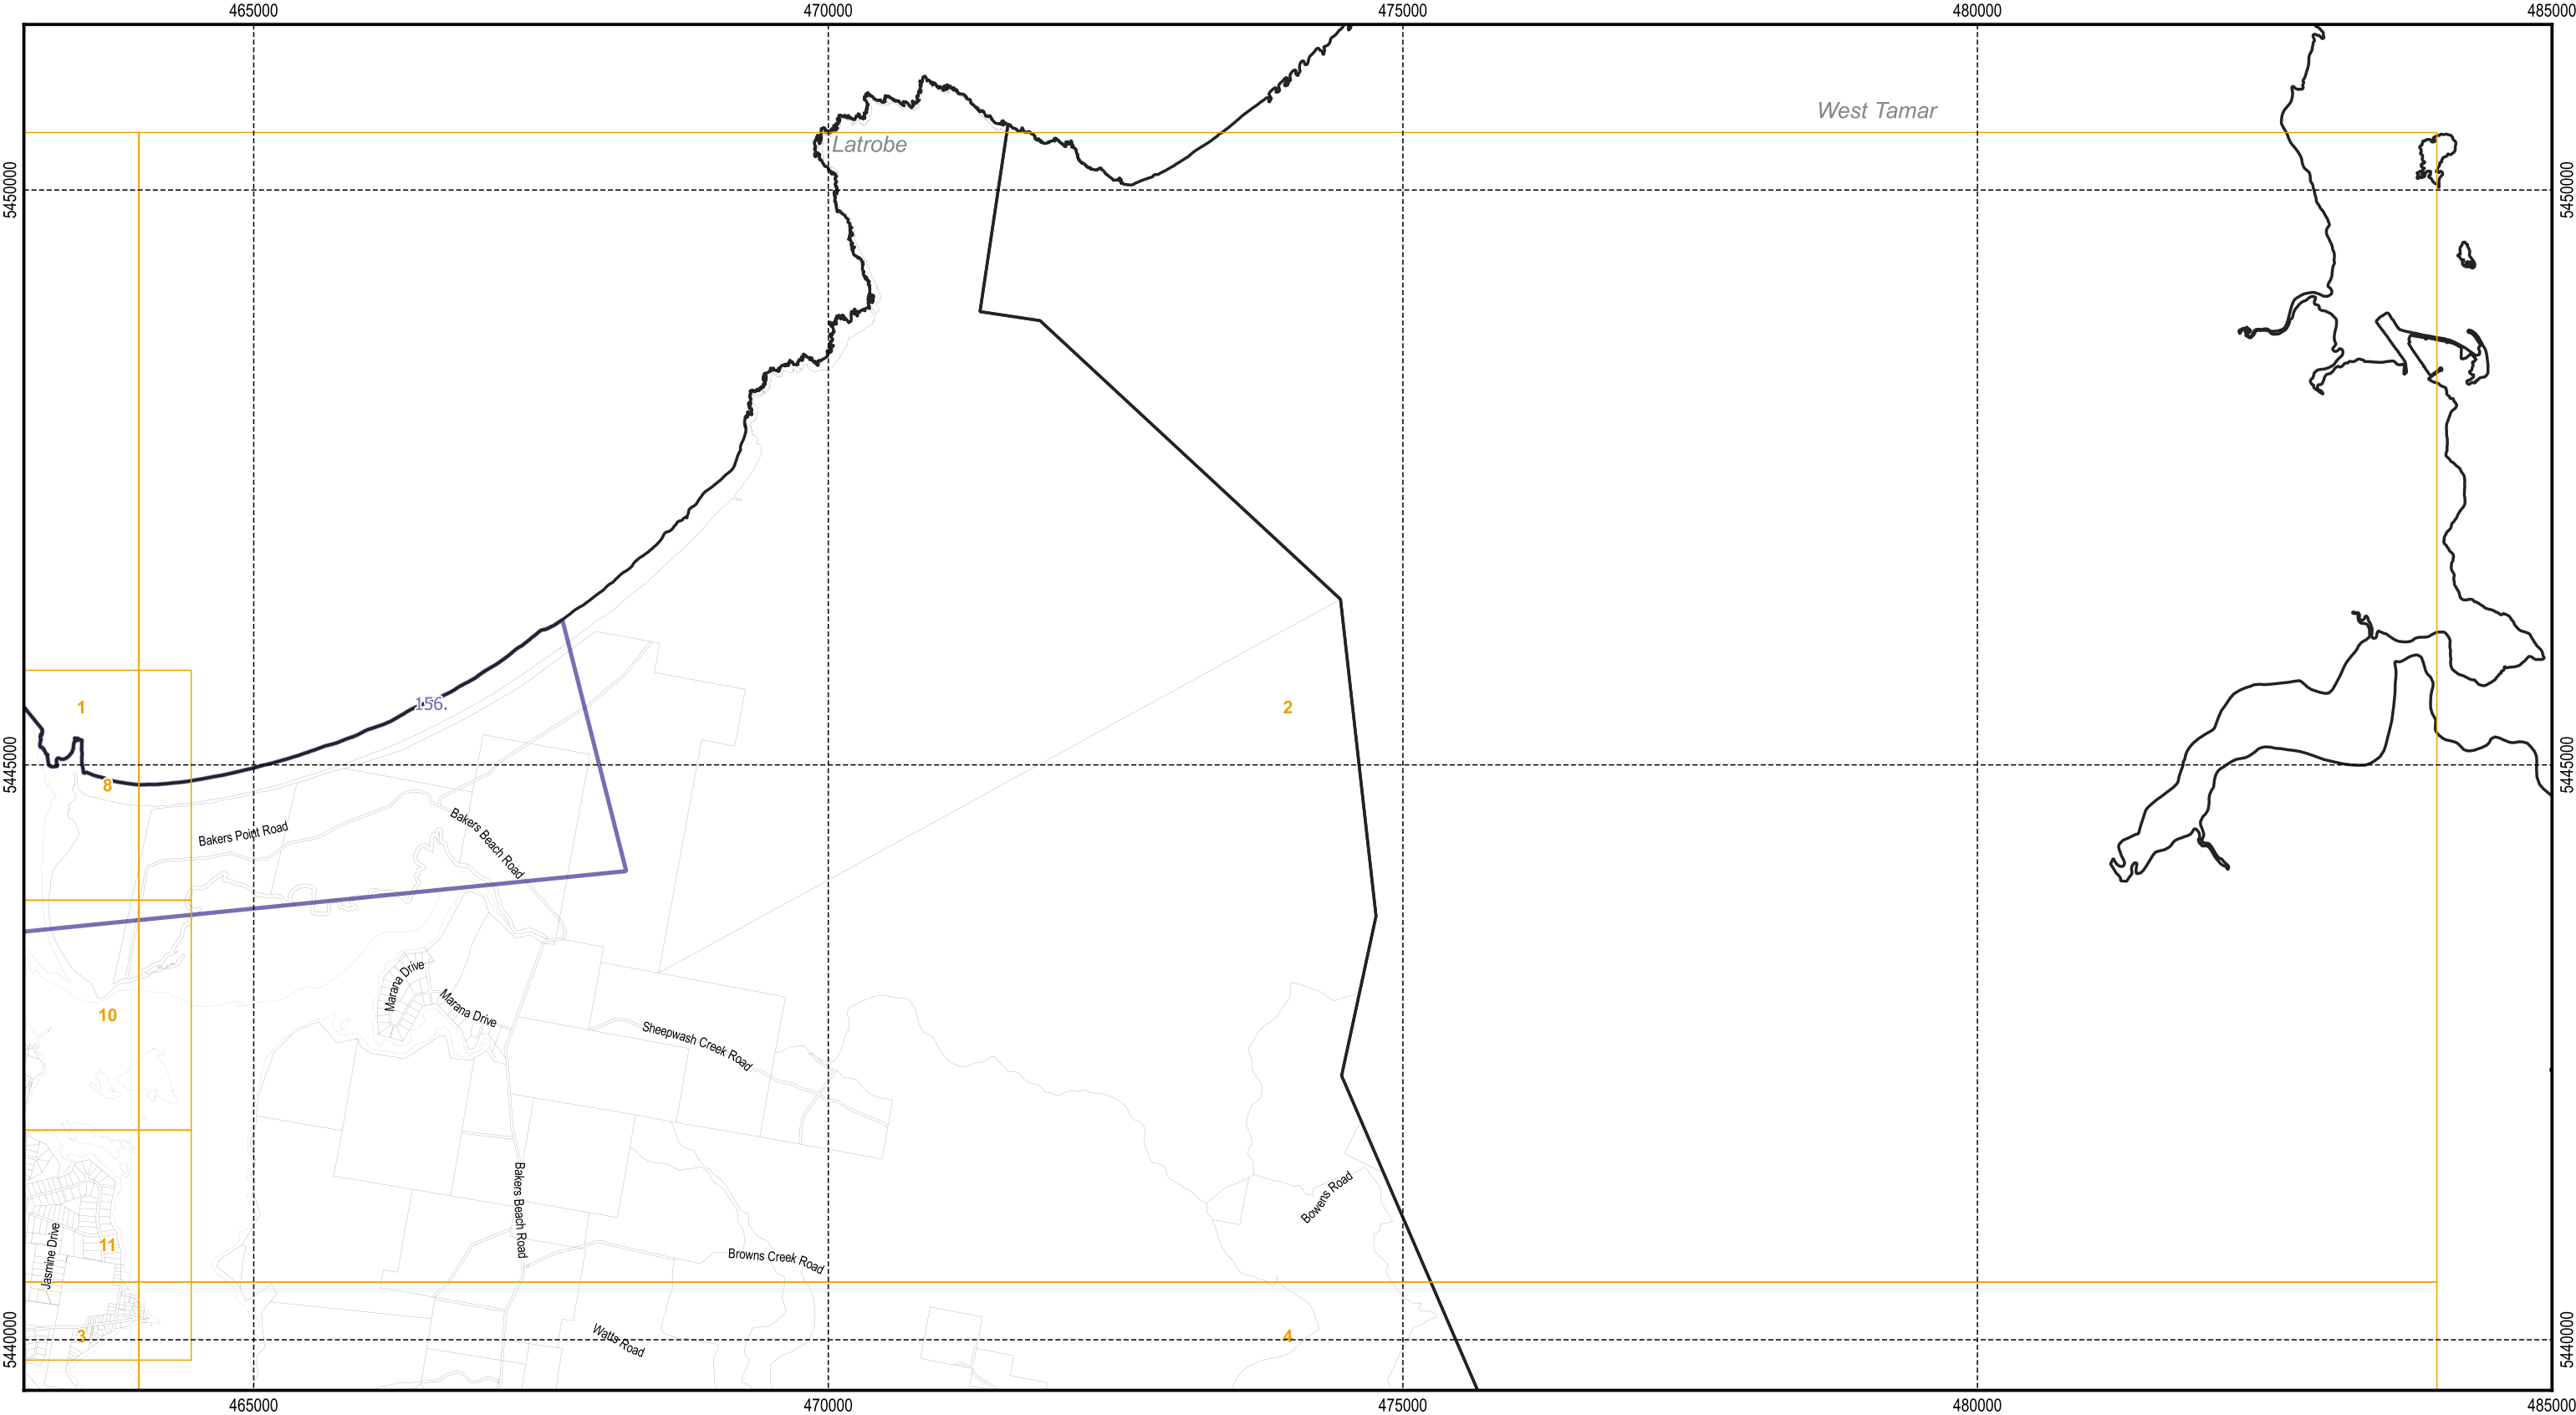 465000
470000
475000
480000
485000
West Tamar
Latrobe
5450000
5450000
1
156.
2
5445000
5445000
8
Bakers Point Road
Bakers Beach Road
Marana Drive
Marana Drive
10
Sheepwash Creek Road
Bakers Beach Road
Bowens Road
Jasmine Drive
11
Browns Creek Road
3
Watts Road
4
5440000
5440000
465000
470000
475000
480000
485000